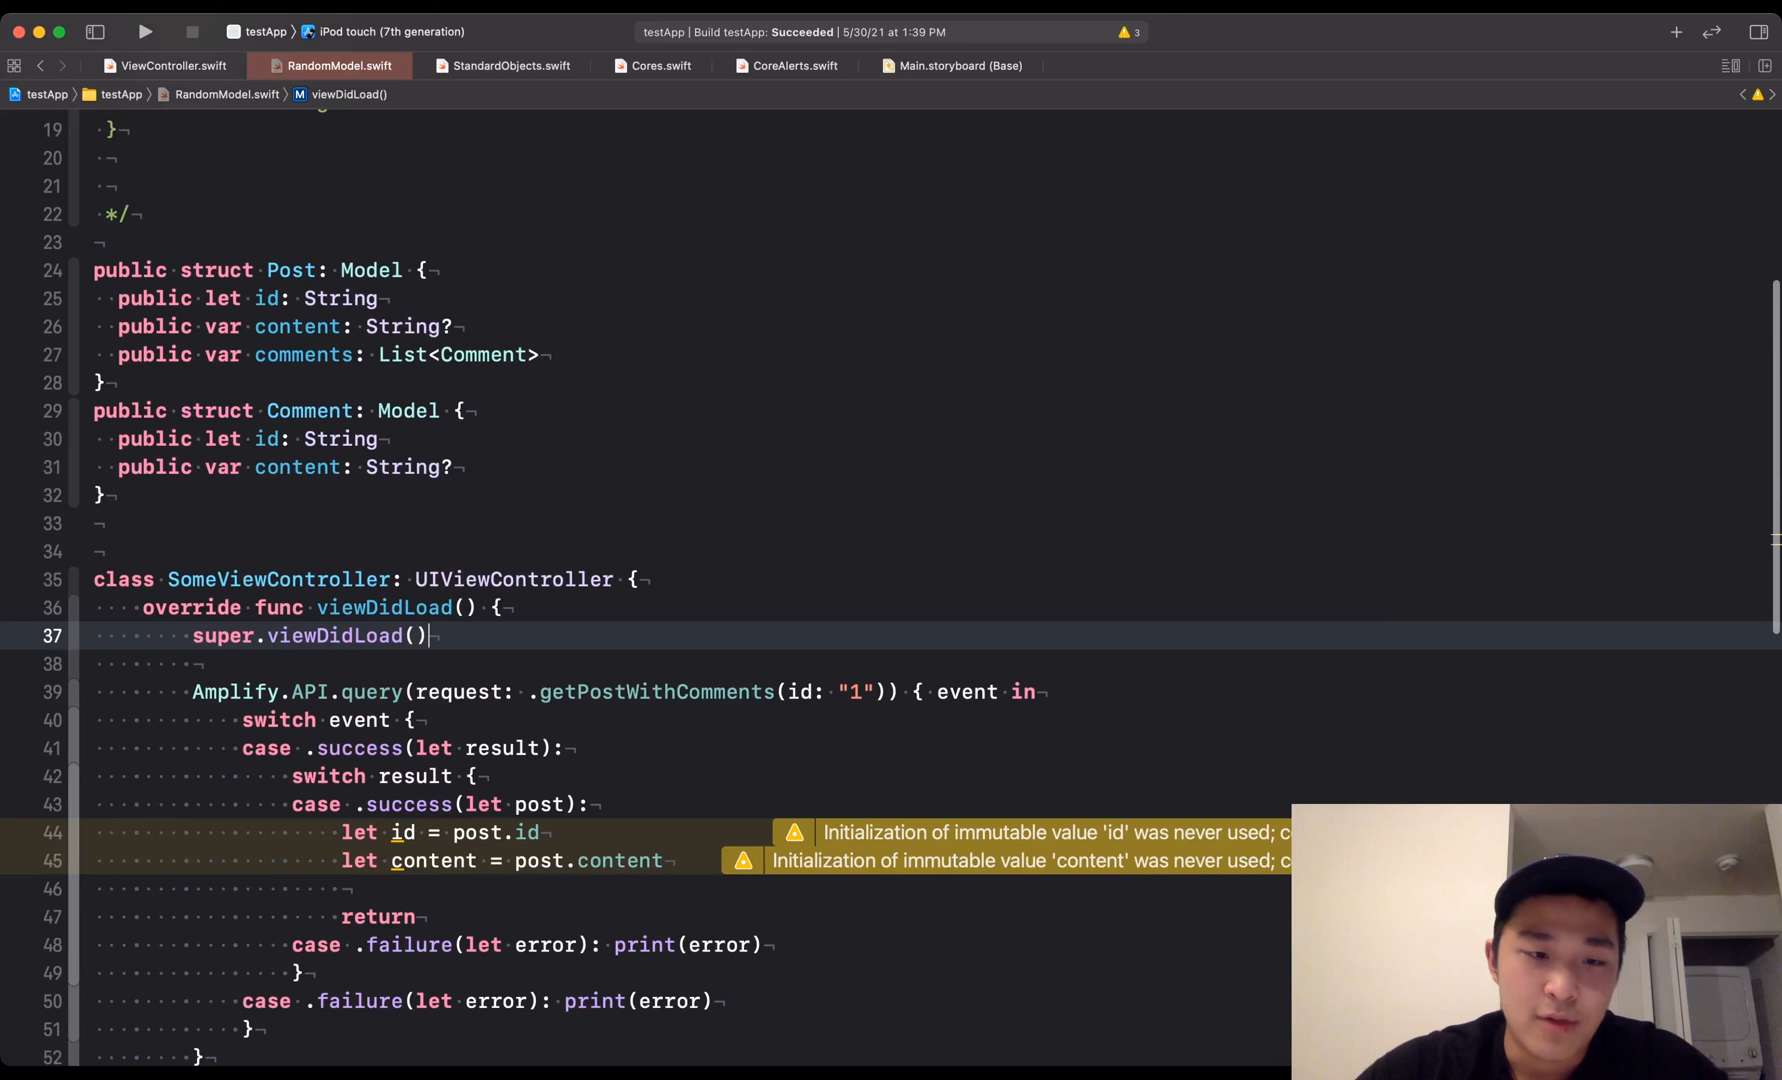 testApp 〉 iPod touch (7th generation)
testApp | Build testApp: Succeeded | 5/30/21 at 1:39 PM
3
ViewController.swift
RandomModel.swift
StandardObjects.swift
Cores.swift
CoreAlerts.swift
Main.storyboard (Base)
testApp 〉 testApp 〉 RandomModel.swift 〉 M viewDidLoad()
19 }
20
21
22 */
23
24 public struct Post: Model {
25 public let id: String
26 public var content: String?
27 public var comments: List<Comment>
28 }
29 public struct Comment: Model {
30 public let id: String
31 public var content: String?
32 }
33
34
35 class SomeViewController: UIViewController {
36 override func viewDidLoad() {
37 super.viewDidLoad()
38
39 Amplify.API.query(request: .getPostWithComments(id: "1")) { event in
40 switch event {
41 case .success(let result):
42 switch result {
43 case .success(let post):
44 let id = post.id Initialization of immutable value 'id' was never used; c
45 let content = post.content Initialization of immutable value 'content' was never used; c
46
47 return
48 case .failure(let error): print(error)
49 }
50 case .failure(let error): print(error)
51 }
52 }